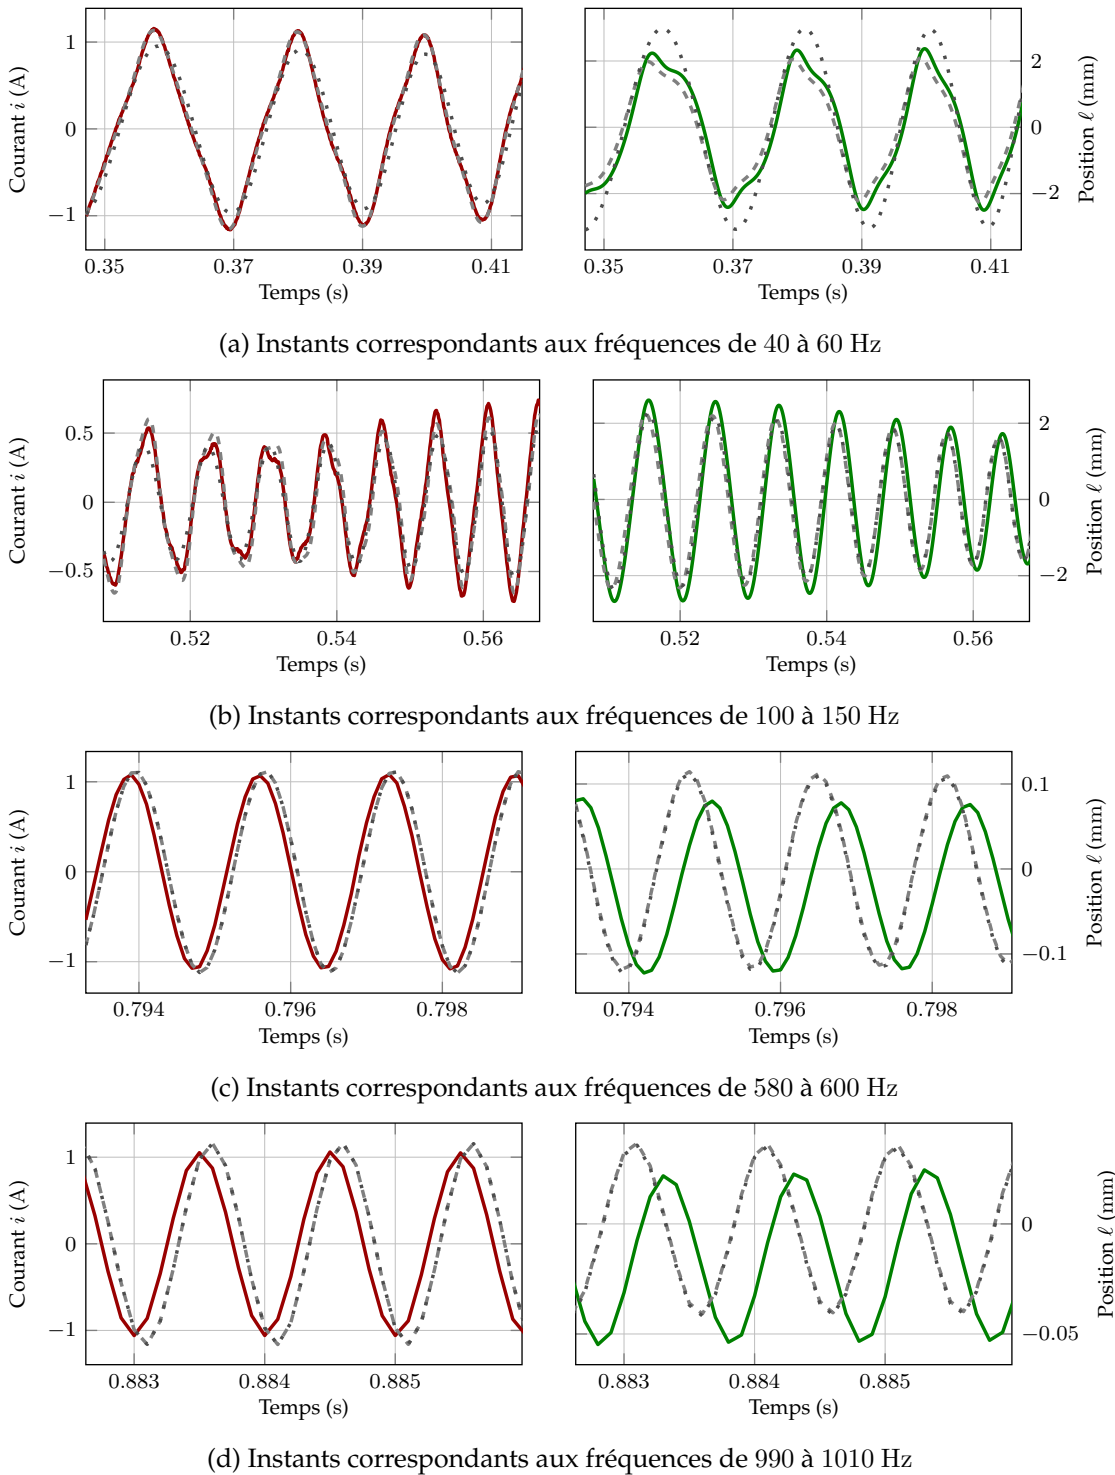 Courant i (A)
1
0
−1
0.35 0.37 0.39 0.41
Temps (s)
2
0
−2
Position ℓ (mm)
0.35 0.37 0.39 0.41
Temps (s)
(a) Instants correspondants aux fréquences de 40 à 60 Hz
Courant i (A)
0.5
0
−0.5
0.52 0.54 0.56
Temps (s)
2
0
−2
Position ℓ (mm)
0.52 0.54 0.56
Temps (s)
(b) Instants correspondants aux fréquences de 100 à 150 Hz
Courant i (A)
1
0
−1
0.794 0.796 0.798
Temps (s)
0.1
0
−0.1
Position ℓ (mm)
0.794 0.796 0.798
Temps (s)
(c) Instants correspondants aux fréquences de 580 à 600 Hz
Courant i (A)
1
0
−1
0.883 0.884 0.885
Temps (s)
0
−0.05
Position ℓ (mm)
0.883 0.884 0.885
Temps (s)
(d) Instants correspondants aux fréquences de 990 à 1010 Hz